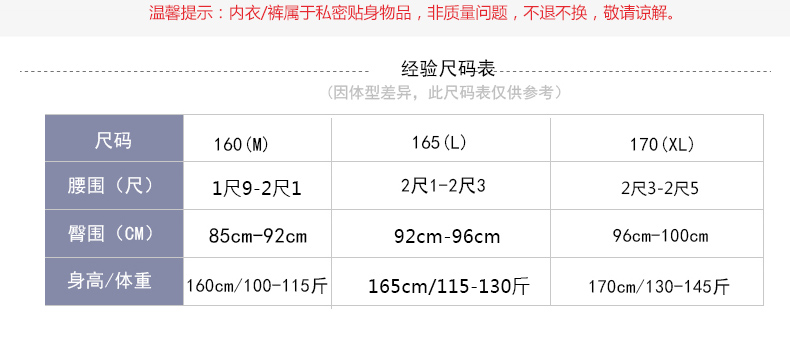 温馨提示：内衣/裤属于私密贴身物品，非质量问题，不退不换，敬请谅解。
经验尺码表
（因体型差异，此尺码表仅供参考）
尺码 160(M) 165(L) 170(XL)
腰围（尺） 1尺9-2尺1 2尺1-2尺3 2尺3-2尺5
臀围（CM） 85cm-92cm 92cm-96cm 96cm-100cm
身高/体重 160cm/100-115斤 165cm/115-130斤 170cm/130-145斤